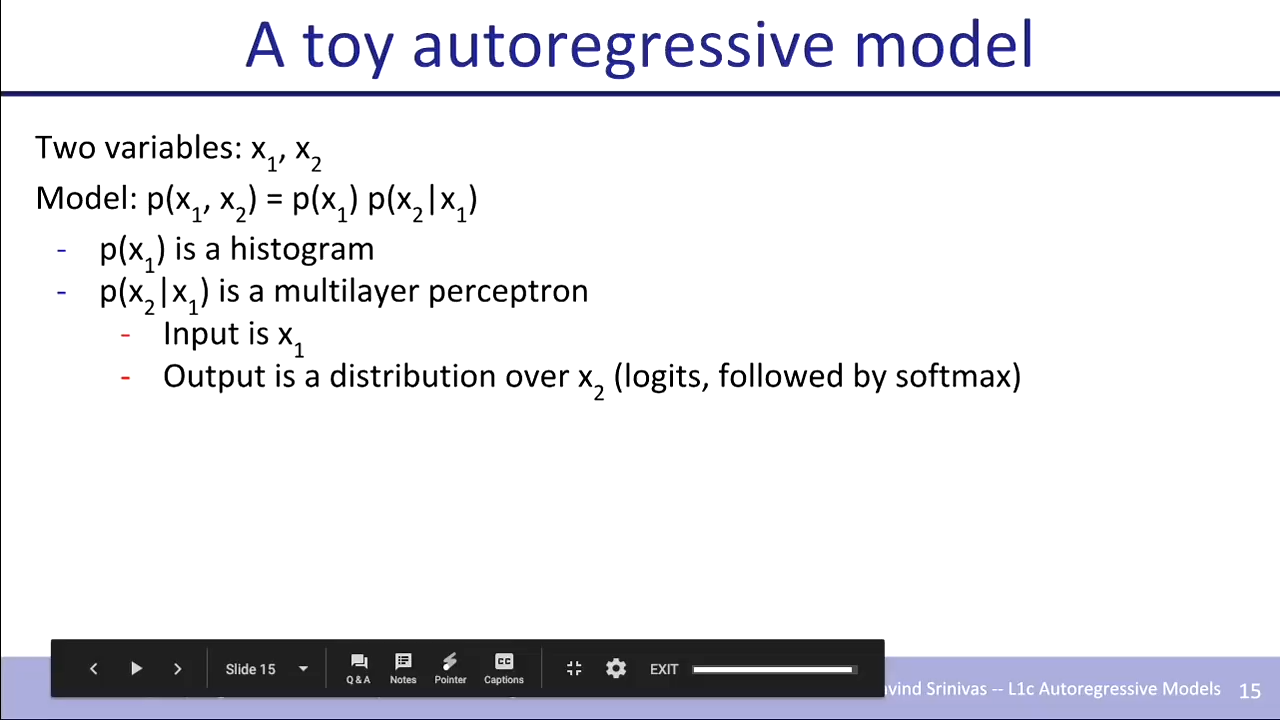 A toy autoregressive model
Two variables: x₁, x₂
Model: p(x₁, x₂) = p(x₁) p(x₂|x₁)
- p(x₁) is a histogram
- p(x₂|x₁) is a multilayer perceptron
- Input is x₁
- Output is a distribution over x₂ (logits, followed by softmax)
Slide 15
Q & A
Notes
Pointer
CC
Captions
EXIT
Srinivas -- L1c Autoregressive Models
15